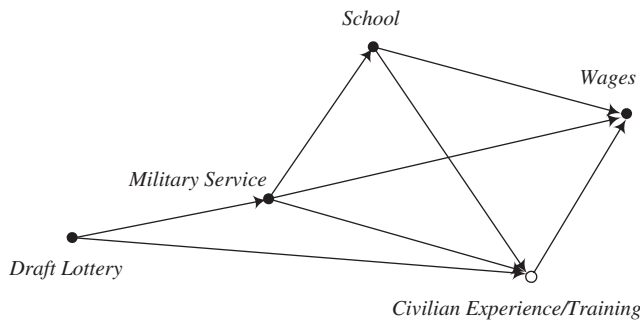 School
Wages
Military Service
Draft Lottery
Civilian Experience/Training